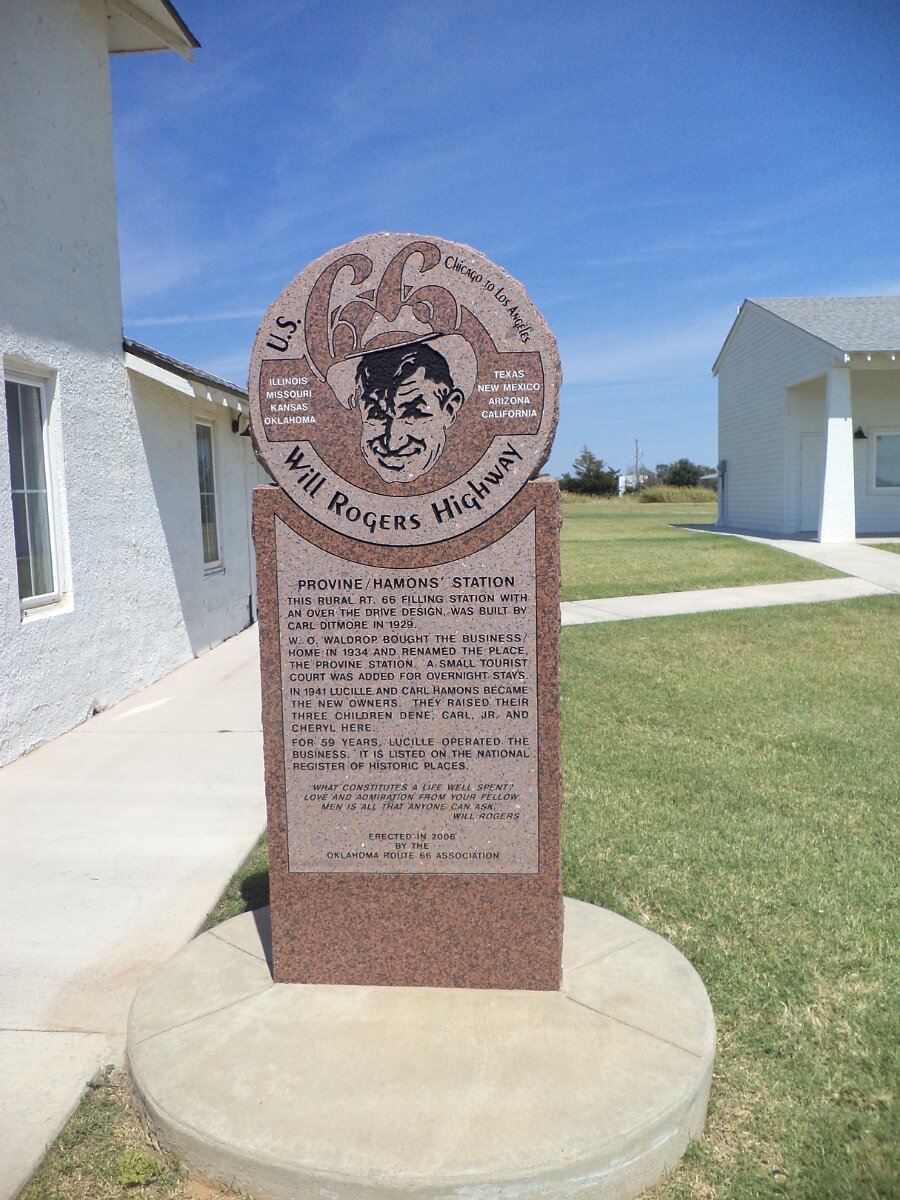 U.S. 66
Chicago to Los Angeles
ILLINOIS
MISSOURI
KANSAS
OKLAHOMA
TEXAS
NEW MEXICO
ARIZONA
CALIFORNIA
Will Rogers Highway
PROVINE/HAMONS' STATION
THIS RURAL RT. 66 FILLING STATION WITH
AN OVER THE DRIVE DESIGN, WAS BUILT BY
CARL DITMORE IN 1929.
W. O. WALDROP BOUGHT THE BUSINESS/
HOME IN 1934 AND RENAMED THE PLACE,
THE PROVINE STATION. A SMALL TOURIST
COURT WAS ADDED FOR OVERNIGHT STAYS.
IN 1941 LUCILLE AND CARL HAMONS BECAME
THE NEW OWNERS. THEY RAISED THEIR
THREE CHILDREN DENE, CARL, JR. AND
CHERYL HERE.
FOR 59 YEARS, LUCILLE OPERATED THE
BUSINESS. IT IS LISTED ON THE NATIONAL
REGISTER OF HISTORIC PLACES.
"WHAT CONSTITUTES A LIFE WELL SPENT?
LOVE AND ADMIRATION FROM YOUR FELLOW
MEN IS ALL THAT ANYONE CAN ASK."
WILL ROGERS
ERECTED IN 2006
BY THE
OKLAHOMA ROUTE 66 ASSOCIATION